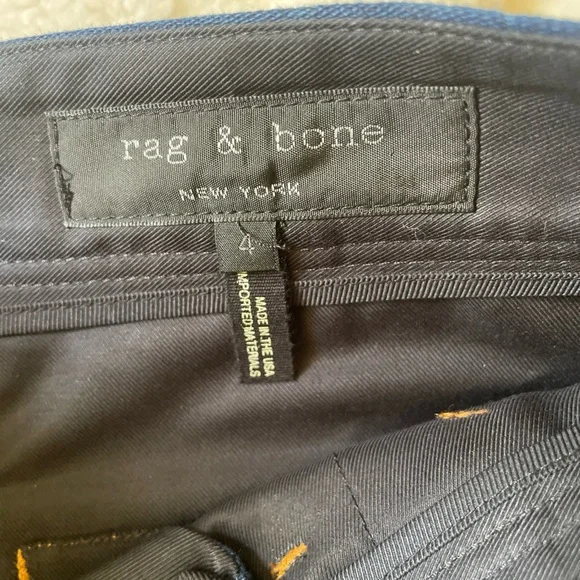 rag & bone
NEW YORK
4
MADE IN THE USA
IMPORTED MATERIALS